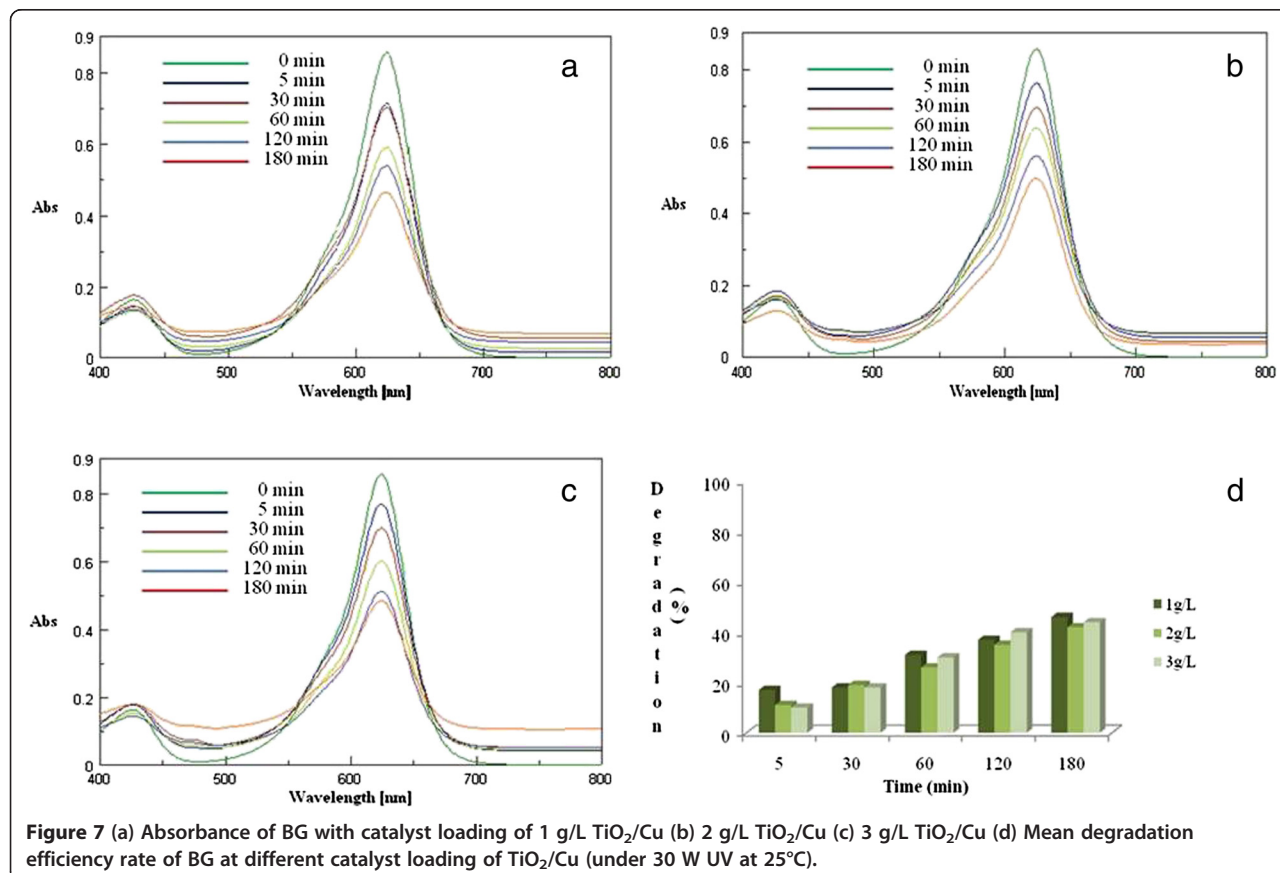 0.9
0.8
0.6
Abs
0.4
0.2
0
400
500
600
700
800
Wavelength [nm]
0 min
5 min
30 min
60 min
120 min
180 min
a
0.9
0.8
0.6
Abs
0.4
0.2
0
400
500
600
700
800
Wavelength [nm]
0 min
5 min
30 min
60 min
120 min
180 min
b
0.9
0.8
0.6
Abs
0.4
0.2
0
400
500
600
700
800
Wavelength [nm]
0 min
5 min
30 min
60 min
120 min
180 min
c
Degradation
(%)
100
80
60
40
20
0
5
30
60
120
180
Time (min)
1g/L
2g/L
3g/L
d
Figure 7 (a) Absorbance of BG with catalyst loading of 1 g/L TiO₂/Cu (b) 2 g/L TiO₂/Cu (c) 3 g/L TiO₂/Cu (d) Mean degradation
efficiency rate of BG at different catalyst loading of TiO₂/Cu (under 30 W UV at 25°C).